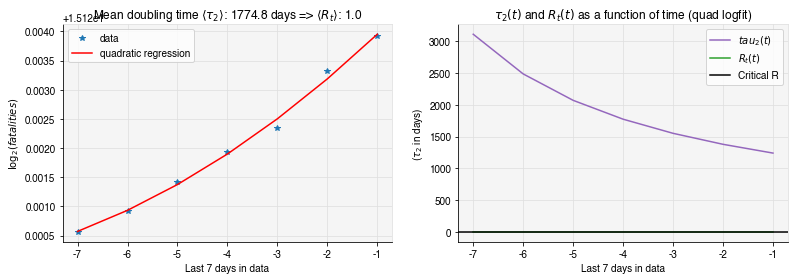 Mean doubling time ⟨τ₂⟩: 1774.8 days => ⟨Rₜ⟩: 1.0
data
quadratic regression
0.0040
0.0035
0.0030
0.0025
0.0020
0.0015
0.0010
0.0005
log₂(fatalities)
-7 -6 -5 -4 -3 -2 -1
Last 7 days in data
τ₂(t) and Rₜ(t) as a function of time (quad logfit)
tau₂(t)
Rₜ(t)
Critical R
3000
2500
2000
1500
1000
500
0
(τ₂ in days)
-7 -6 -5 -4 -3 -2 -1
Last 7 days in data